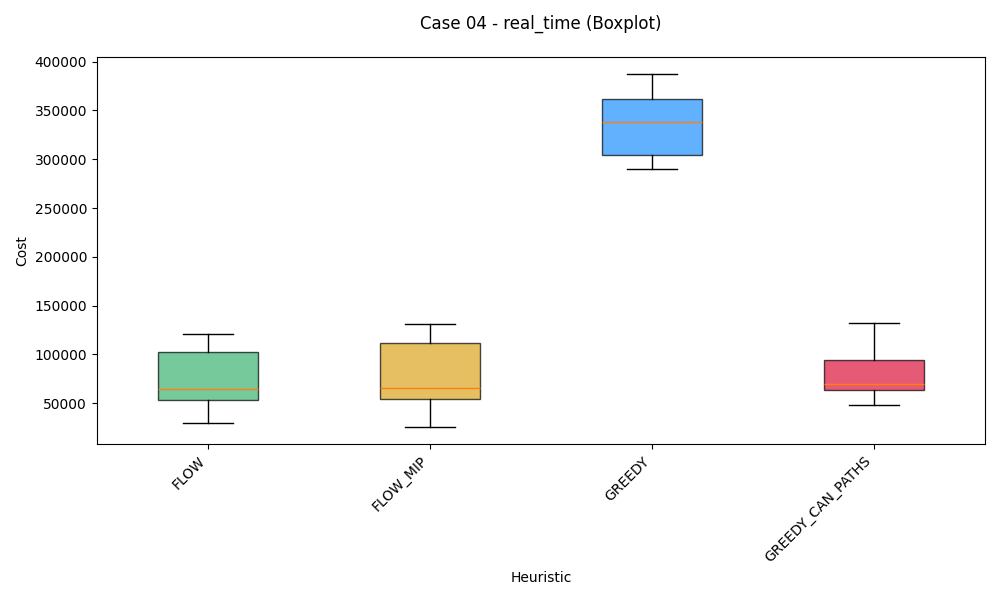 Case 04 - real_time (Boxplot)
400000
350000
300000
250000
200000
150000
100000
50000
Cost
FLOW
FLOW_MIP
GREEDY
GREEDY_CAN_PATHS
Heuristic